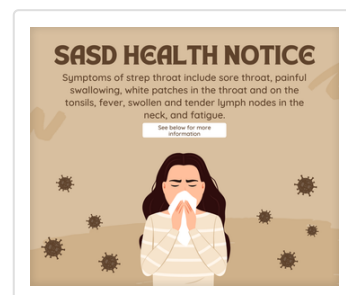 SASD HEALTH NOTICE
Symptoms of strep throat include sore throat, painful
swallowing, white patches in the throat and on the
tonsils, fever, swollen and tender lymph nodes in the
neck, and fatigue.
See below for more
information